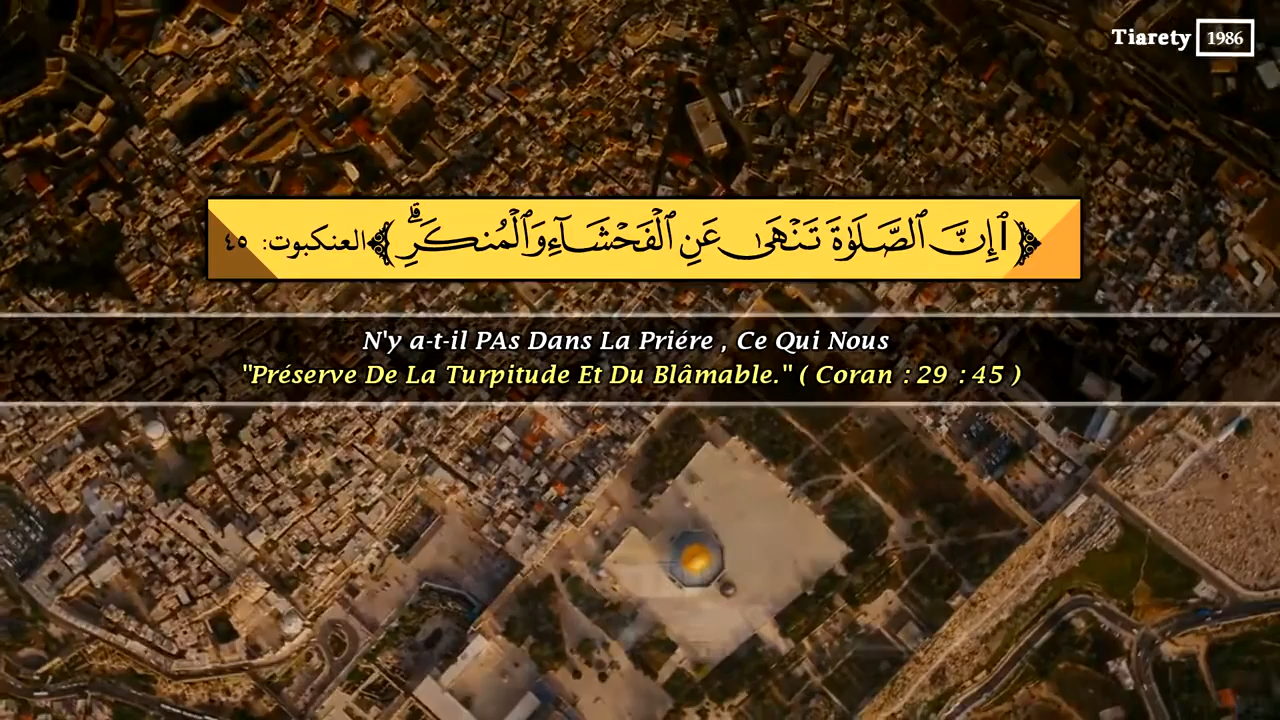 Tiarety 1986
﴿ٱإِنَّ ٱلصَّلَوٰةَ تَنْهَىٰ عَنِ ٱلْفَحْشَآءِوَٱلْمُنكَرِ ۗ﴾العنكبوت: ٤٥
N'y a-t-il PAs Dans La Priére , Ce Qui Nous
"Préserve De La Turpitude Et Du Blâmable." ( Coran : 29 : 45 )